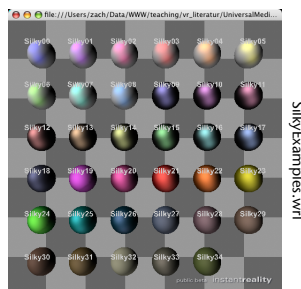 file:///Users/zach/Data/WWW/teaching/vr_literatur/UniversalMedi...
Silky00 Silky01 Silky02 Silky03 Silky04 Silky05
Silky06 Silky07 Silky08 Silky09 Silky10 Silky11
Silky12 Silky13 Silky14 Silky15 Silky16 Silky17
Silky18 Silky19 Silky20 Silky21 Silky22 Silky23
Silky24 Silky25 Silky26 Silky27 Silky28 Silky29
Silky30 Silky31 Silky32 Silky33 Silky34
public beta instantreality
SilkyExamples.wrl